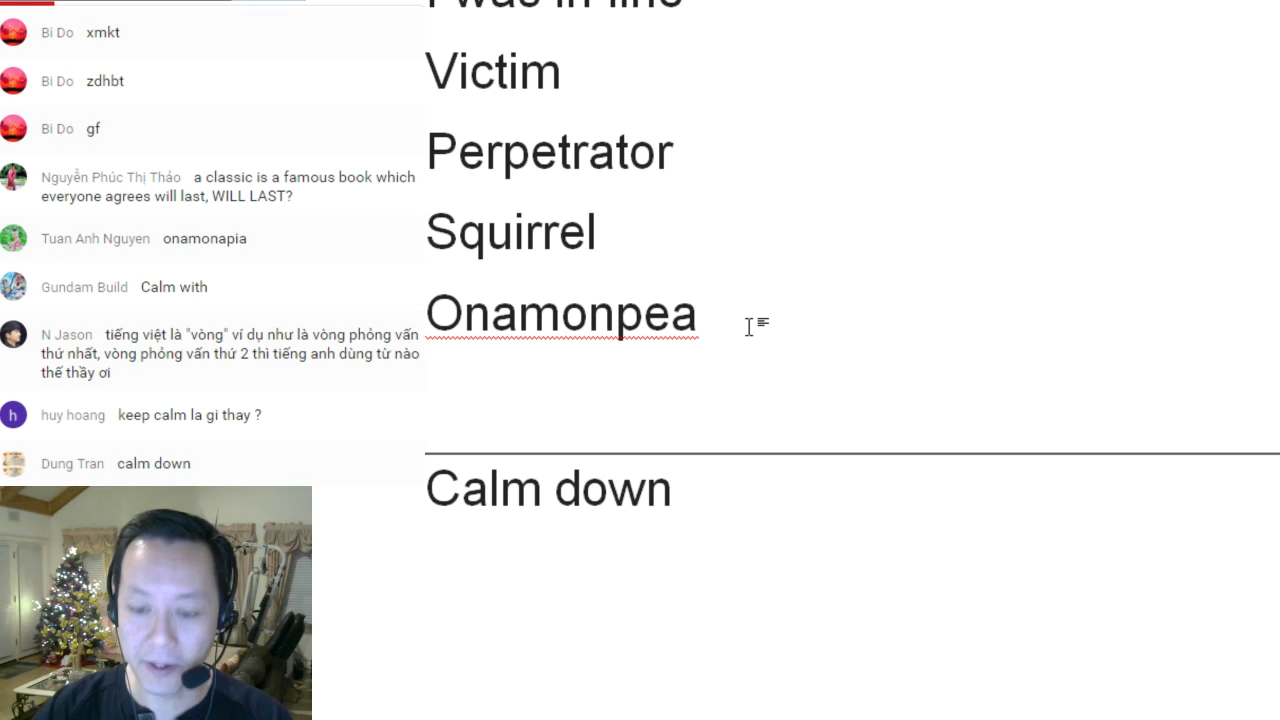 Bi Do xmkt
Bi Do zdhbt
Bi Do gf
Nguyễn Phúc Thị Thảo a classic is a famous book which
everyone agrees will last, WILL LAST?
Tuan Anh Nguyen onamonapia
Gundam Build Calm with
N Jason tiếng việt là "vòng" ví dụ như là vòng phỏng vấn
thứ nhất, vòng phỏng vấn thứ 2 thì tiếng anh dùng từ nào
thế thầy ơi
h huy hoang keep calm la gi thay ?
Dung Tran calm down
I was in line
Victim
Perpetrator
Squirrel
Onamonpea
Calm down